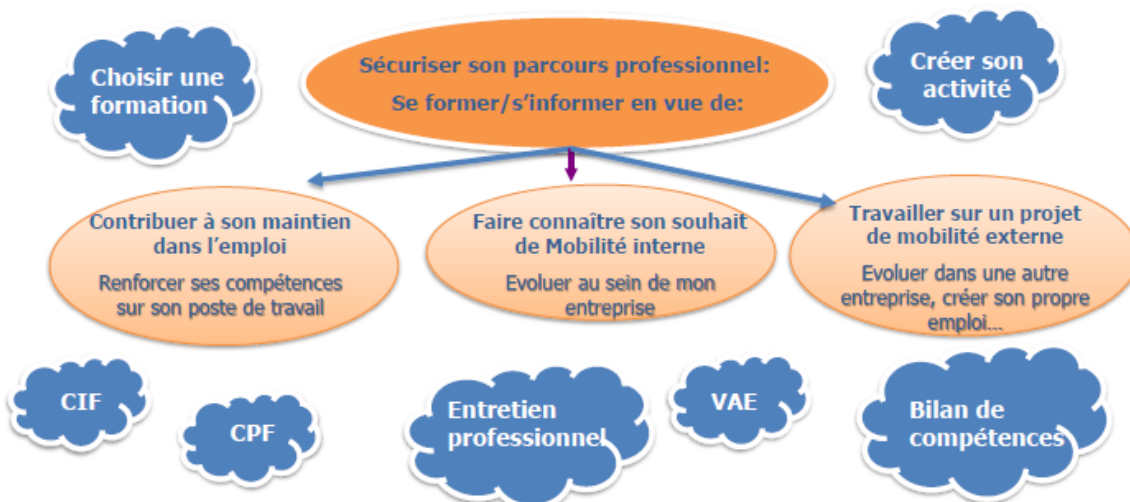 Choisir une
formation
Sécuriser son parcours professionnel:
Se former/s'informer en vue de:
Créer son
activité
Contribuer à son maintien
dans l'emploi
Renforcer ses compétences
sur son poste de travail
Faire connaître son souhait
de Mobilité interne
Evoluer au sein de mon
entreprise
Travailler sur un projet
de mobilité externe
Evoluer dans une autre
entreprise, créer son propre
emploi...
CIF
CPF
Entretien
professionnel
VAE
Bilan de
compétences